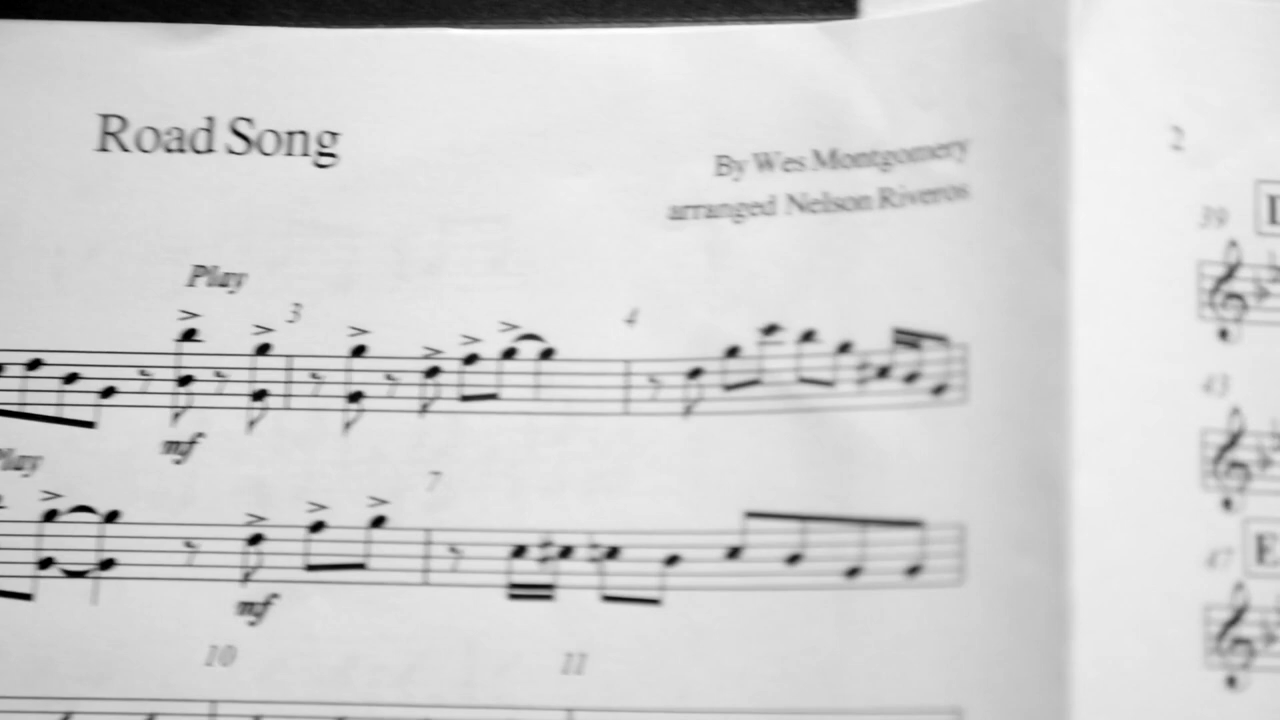 Road Song
By Wes Montgomery
arranged Nelson Riveros
Play
3
4
mf
Play
7
mf
10
11
2
39
43
47
E